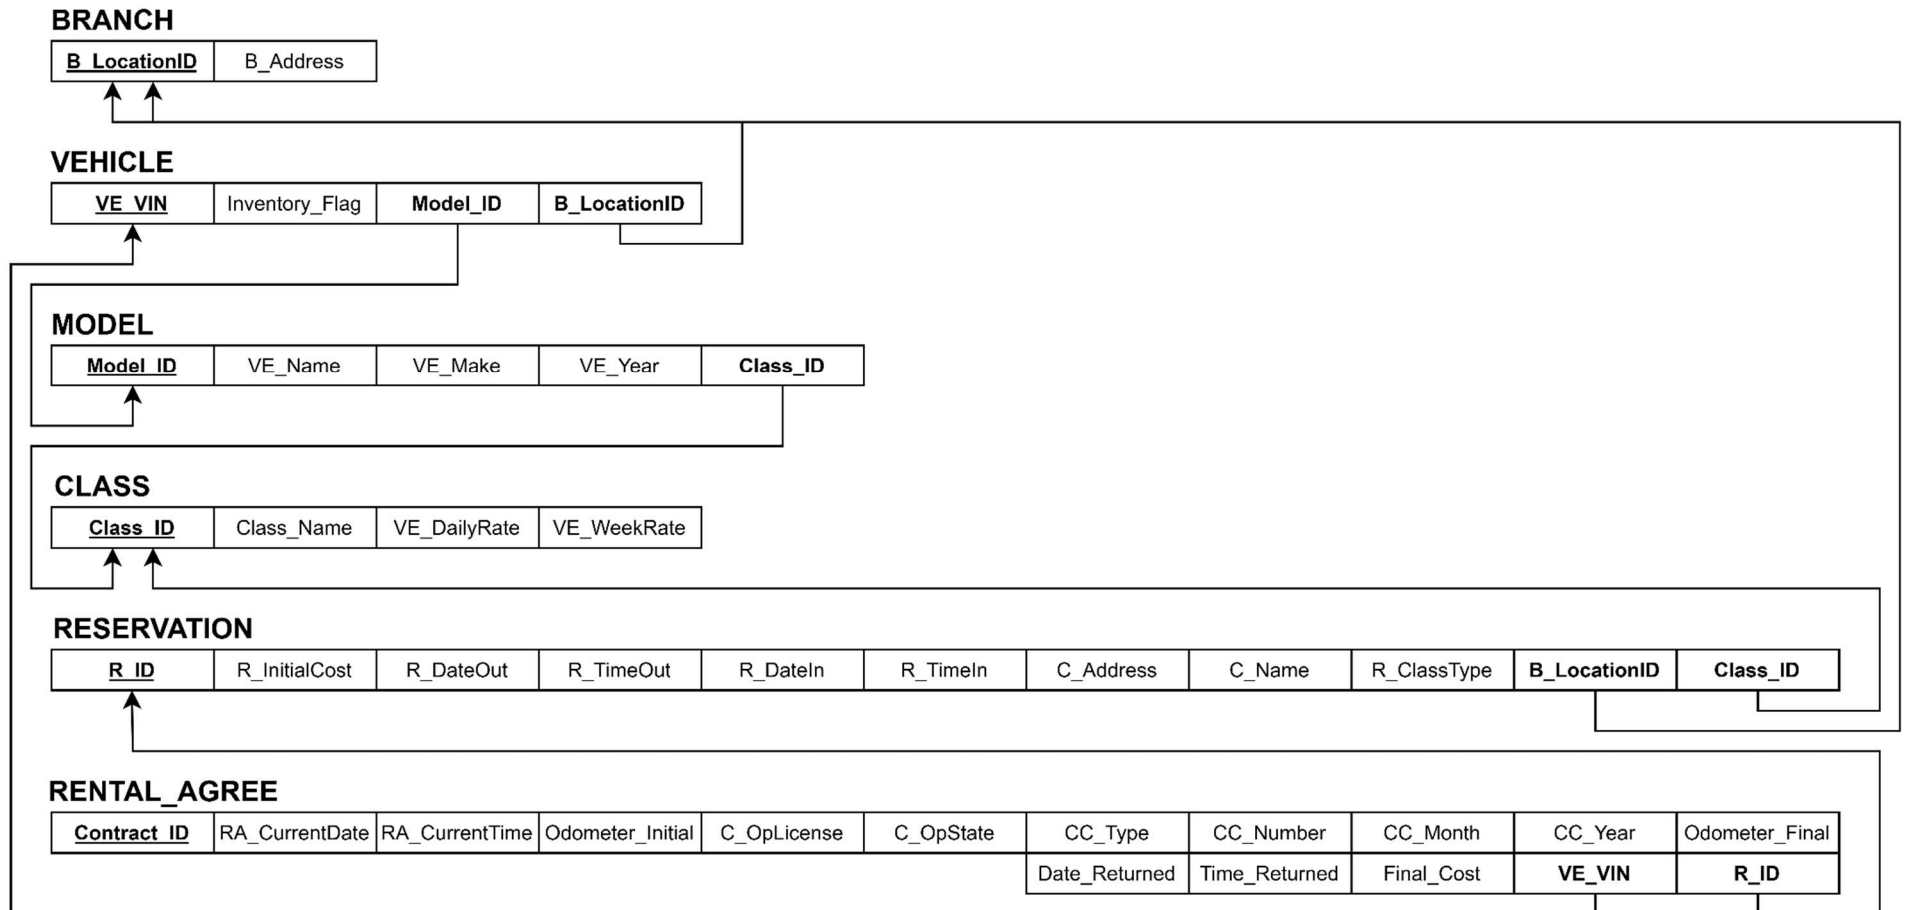 BRANCH
B_LocationID B_Address
VEHICLE
VE_VIN Inventory_Flag Model_ID B_LocationID
MODEL
Model_ID VE_Name VE_Make VE_Year Class_ID
CLASS
Class_ID Class_Name VE_DailyRate VE_WeekRate
RESERVATION
R_ID R_InitialCost R_DateOut R_TimeOut R_DateIn R_TimeIn C_Address C_Name R_ClassType B_LocationID Class_ID
RENTAL_AGREE
Contract_ID RA_CurrentDate RA_CurrentTime Odometer_Initial C_OpLicense C_OpState CC_Type CC_Number CC_Month CC_Year Odometer_Final
Date_Returned Time_Returned Final_Cost VE_VIN R_ID